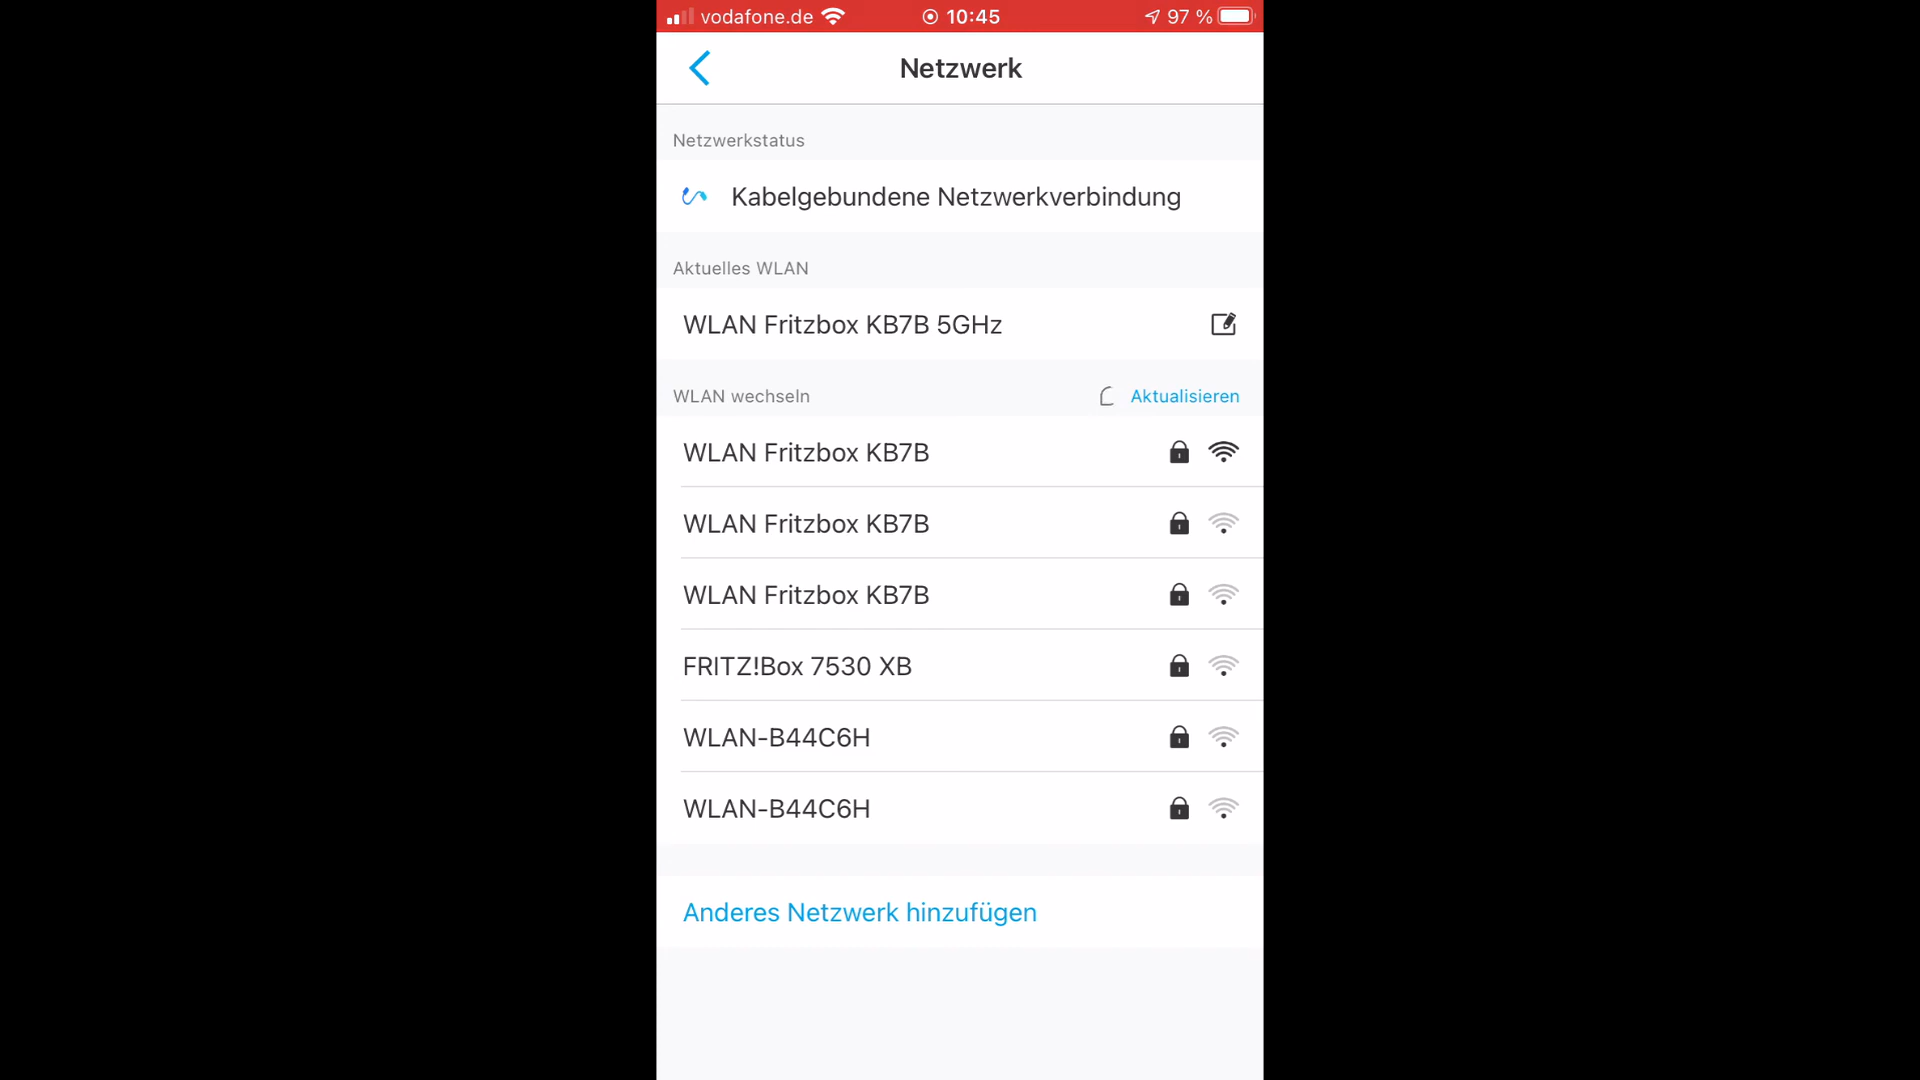 vodafone.de 10:45 97 %
Netzwerk
Netzwerkstatus
Kabelgebundene Netzwerkverbindung
Aktuelles WLAN
WLAN Fritzbox KB7B 5GHz
WLAN wechseln Aktualisieren
WLAN Fritzbox KB7B
WLAN Fritzbox KB7B
WLAN Fritzbox KB7B
FRITZ!Box 7530 XB
WLAN-B44C6H
WLAN-B44C6H
Anderes Netzwerk hinzufügen